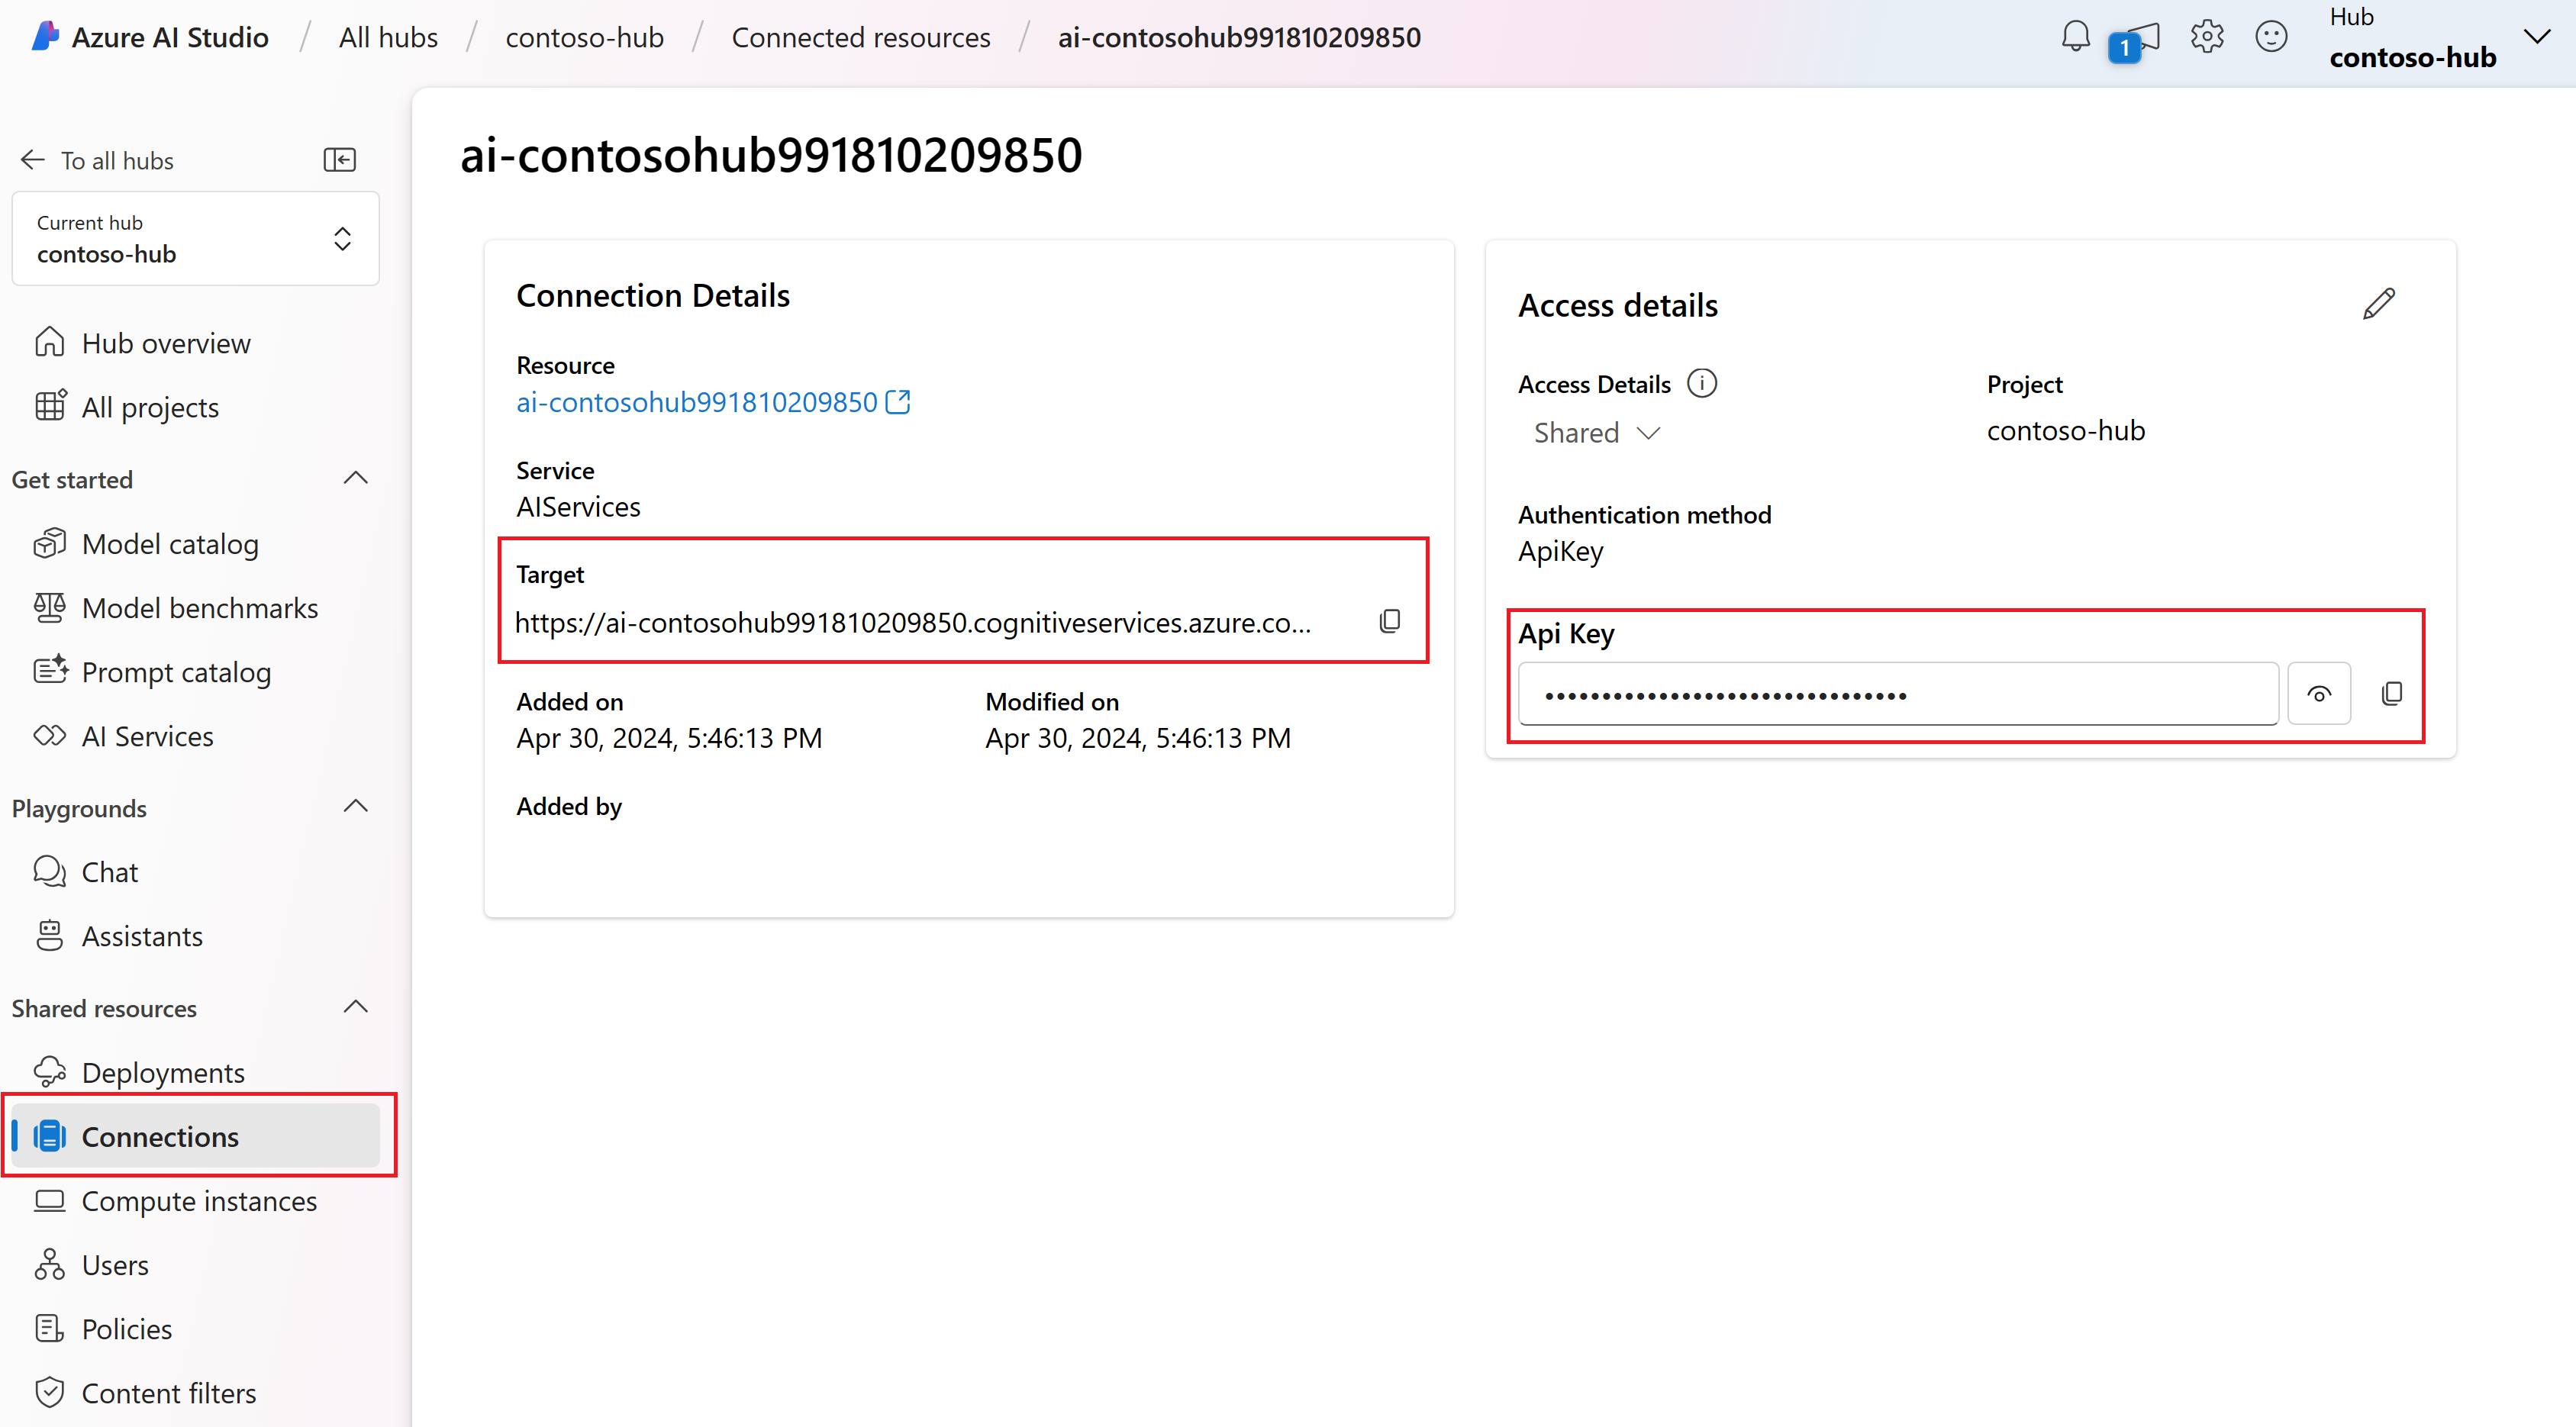 Azure AI Studio / All hubs / contoso-hub / Connected resources / ai-contosohub991810209850
1
Hub
contoso-hub
To all hubs
Current hub
contoso-hub
Hub overview
All projects
Get started
Model catalog
Model benchmarks
Prompt catalog
AI Services
Playgrounds
Chat
Assistants
Shared resources
Deployments
Connections
Compute instances
Users
Policies
Content filters
ai-contosohub991810209850
Connection Details
Resource
ai-contosohub991810209850
Service
AIServices
Target
https://ai-contosohub991810209850.cognitiveservices.azure.co...
Added on
Apr 30, 2024, 5:46:13 PM
Modified on
Apr 30, 2024, 5:46:13 PM
Added by
Access details
Access Details
Shared
Project
contoso-hub
Authentication method
ApiKey
Api Key
••••••••••••••••••••••••••••••••